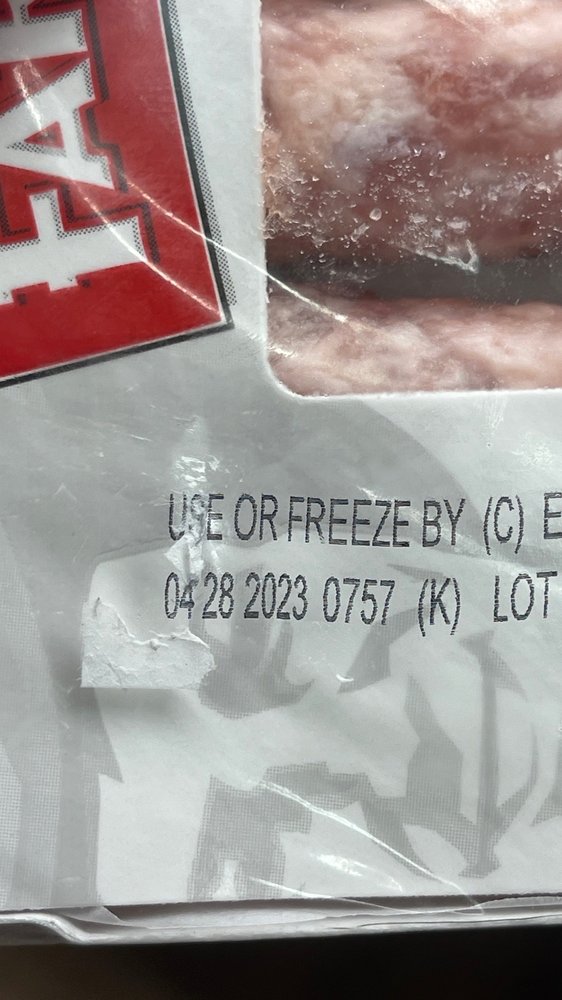 USE OR FREEZE BY (C)
04 28 2023 0757 (K) LOT